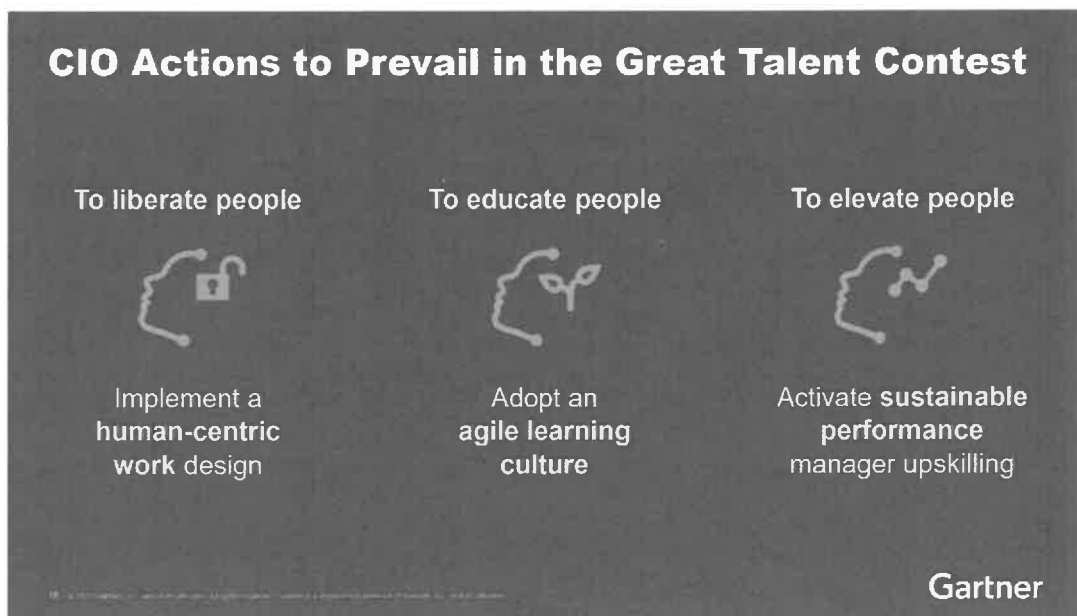 CIO Actions to Prevail in the Great Talent Contest
To liberate people
Implement a
human-centric
work design
To educate people
Adopt an
agile learning
culture
To elevate people
Activate sustainable
performance
manager upskilling
Gartner